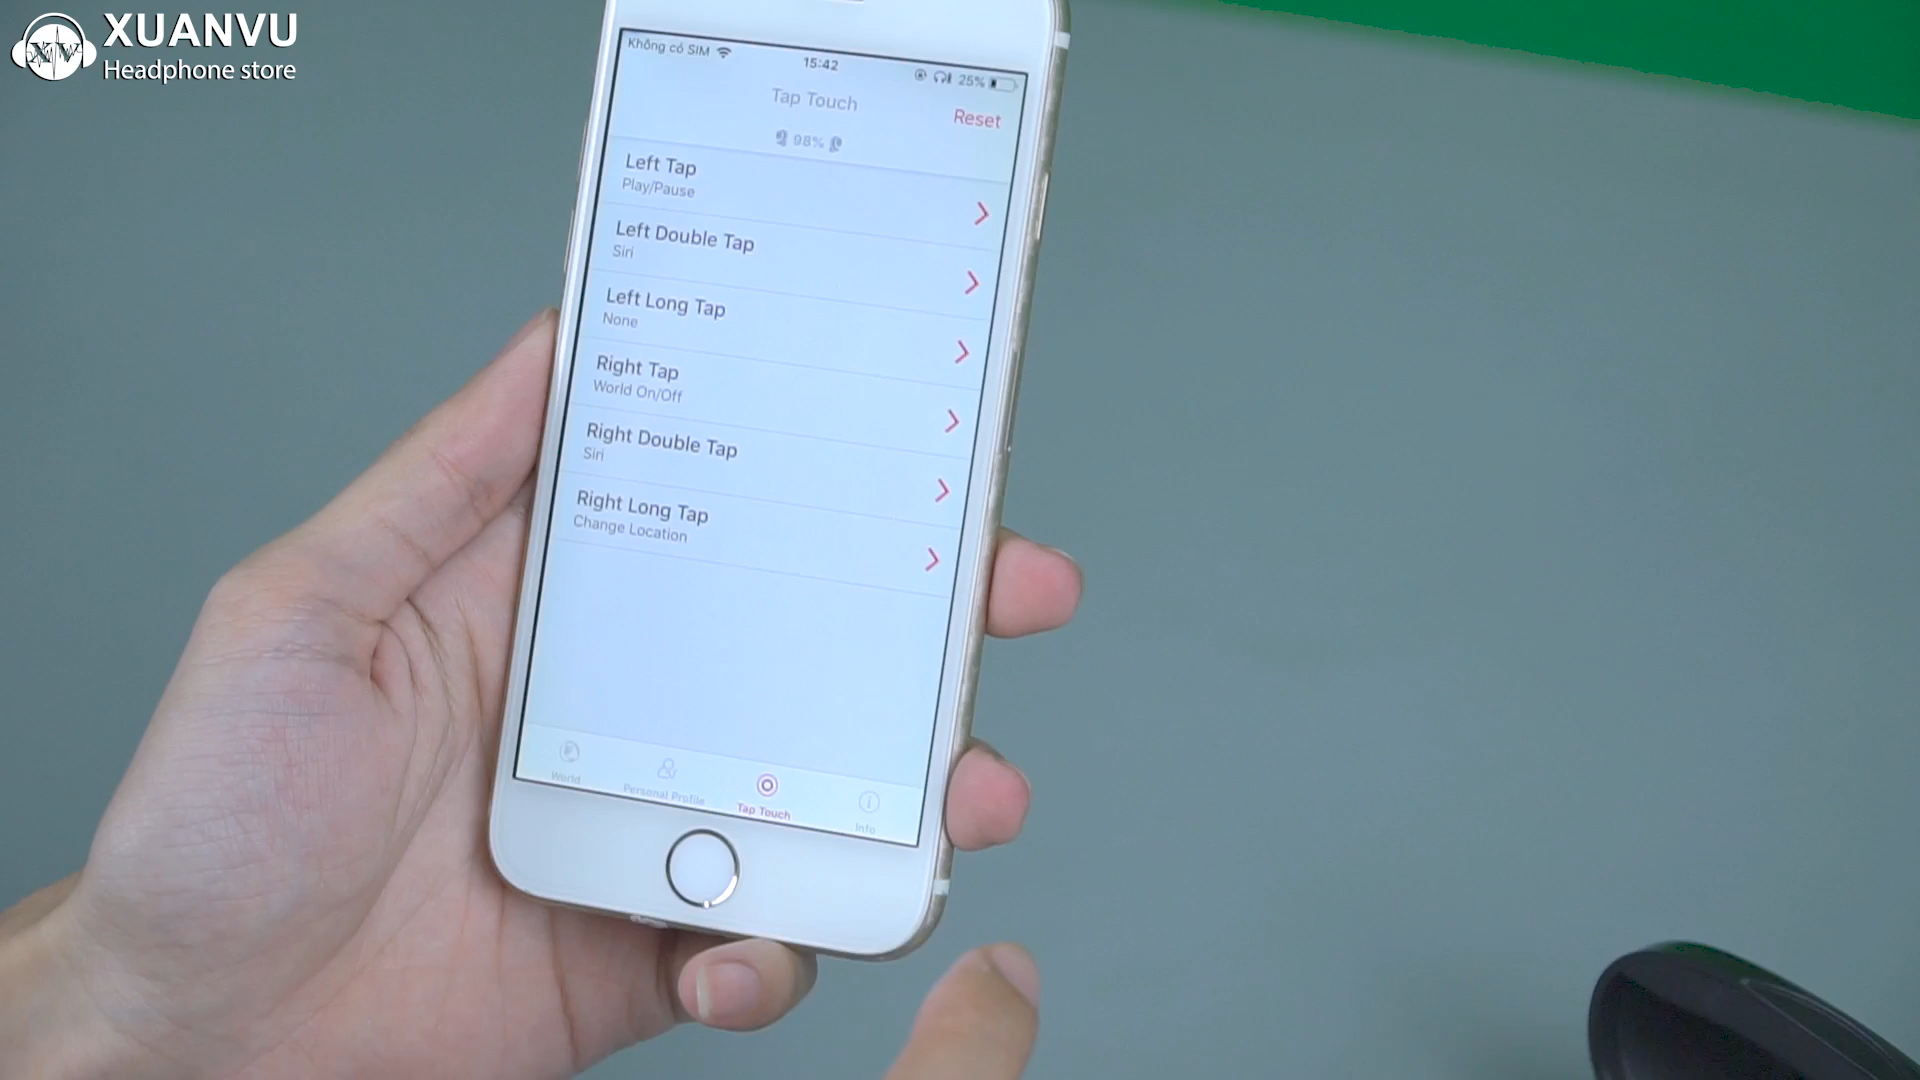 XUANVU
Headphone store
Không có SIM
15:42
25%
Tap Touch
Reset
98%
Left Tap
Play/Pause
Left Double Tap
Siri
Left Long Tap
None
Right Tap
World On/Off
Right Double Tap
Siri
Right Long Tap
Change Location
World
Personal Profile
Tap Touch
Info